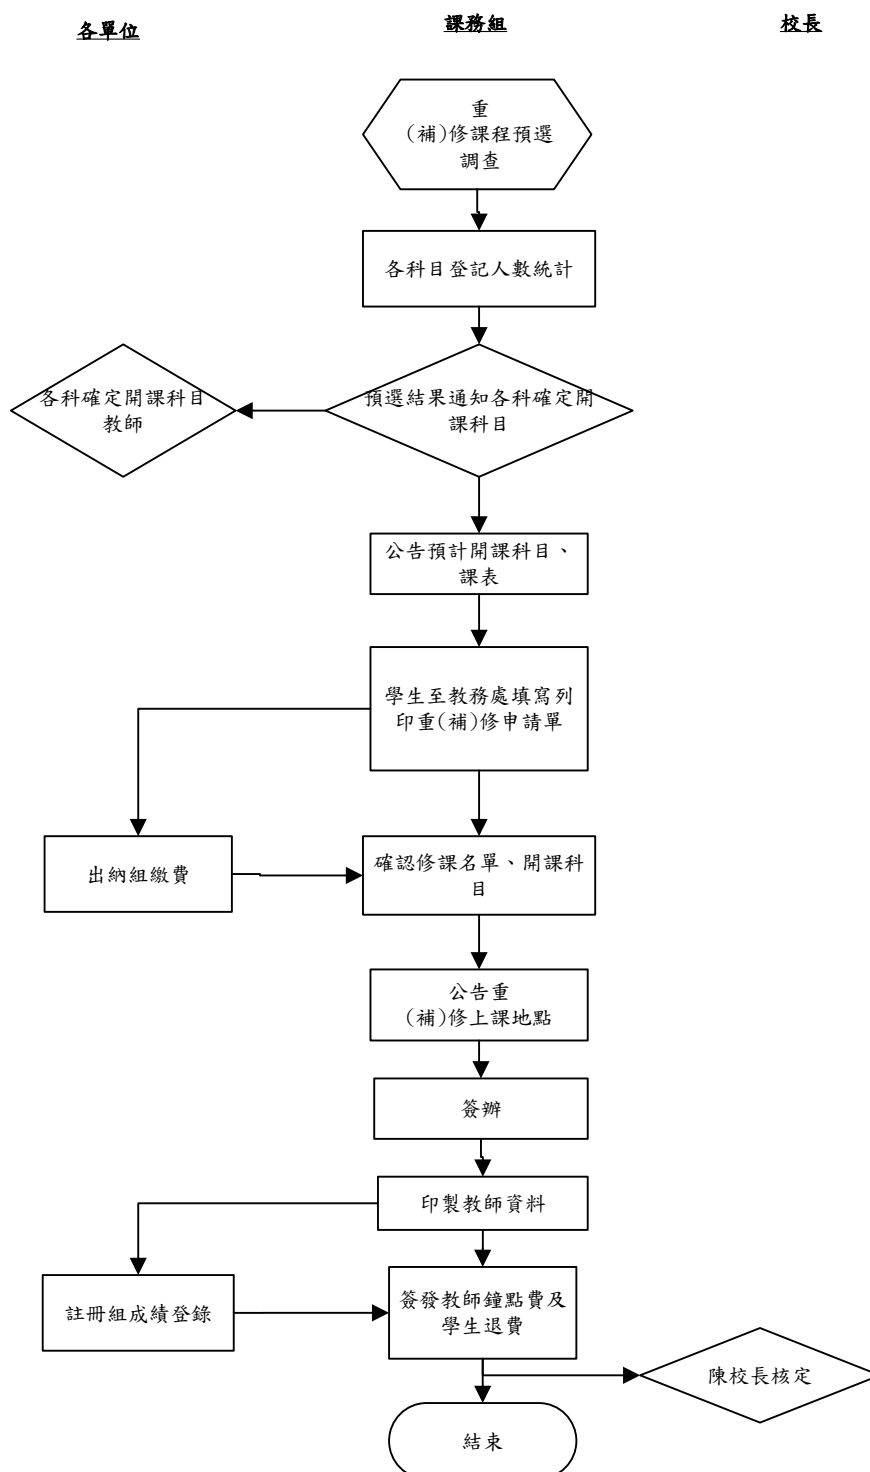 各單位
課務組
校長
重
(補)修課程預選
調查
各科目登記人數統計
各科確定開課科目
教師
預選結果通知各科確定開
課科目
公告預計開課科目、
課表
學生至教務處填寫列
印重(補)修申請單
出納組繳費
確認修課名單、開課科
目
公告重
(補)修上課地點
簽辦
印製教師資料
註冊組成績登錄
簽發教師鐘點費及
學生退費
陳校長核定
結束